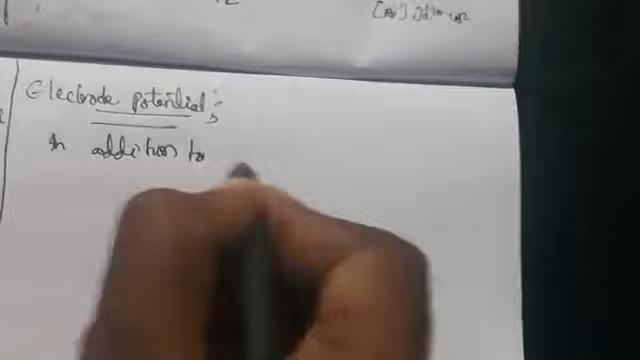 Electrode potential :-
In addition to